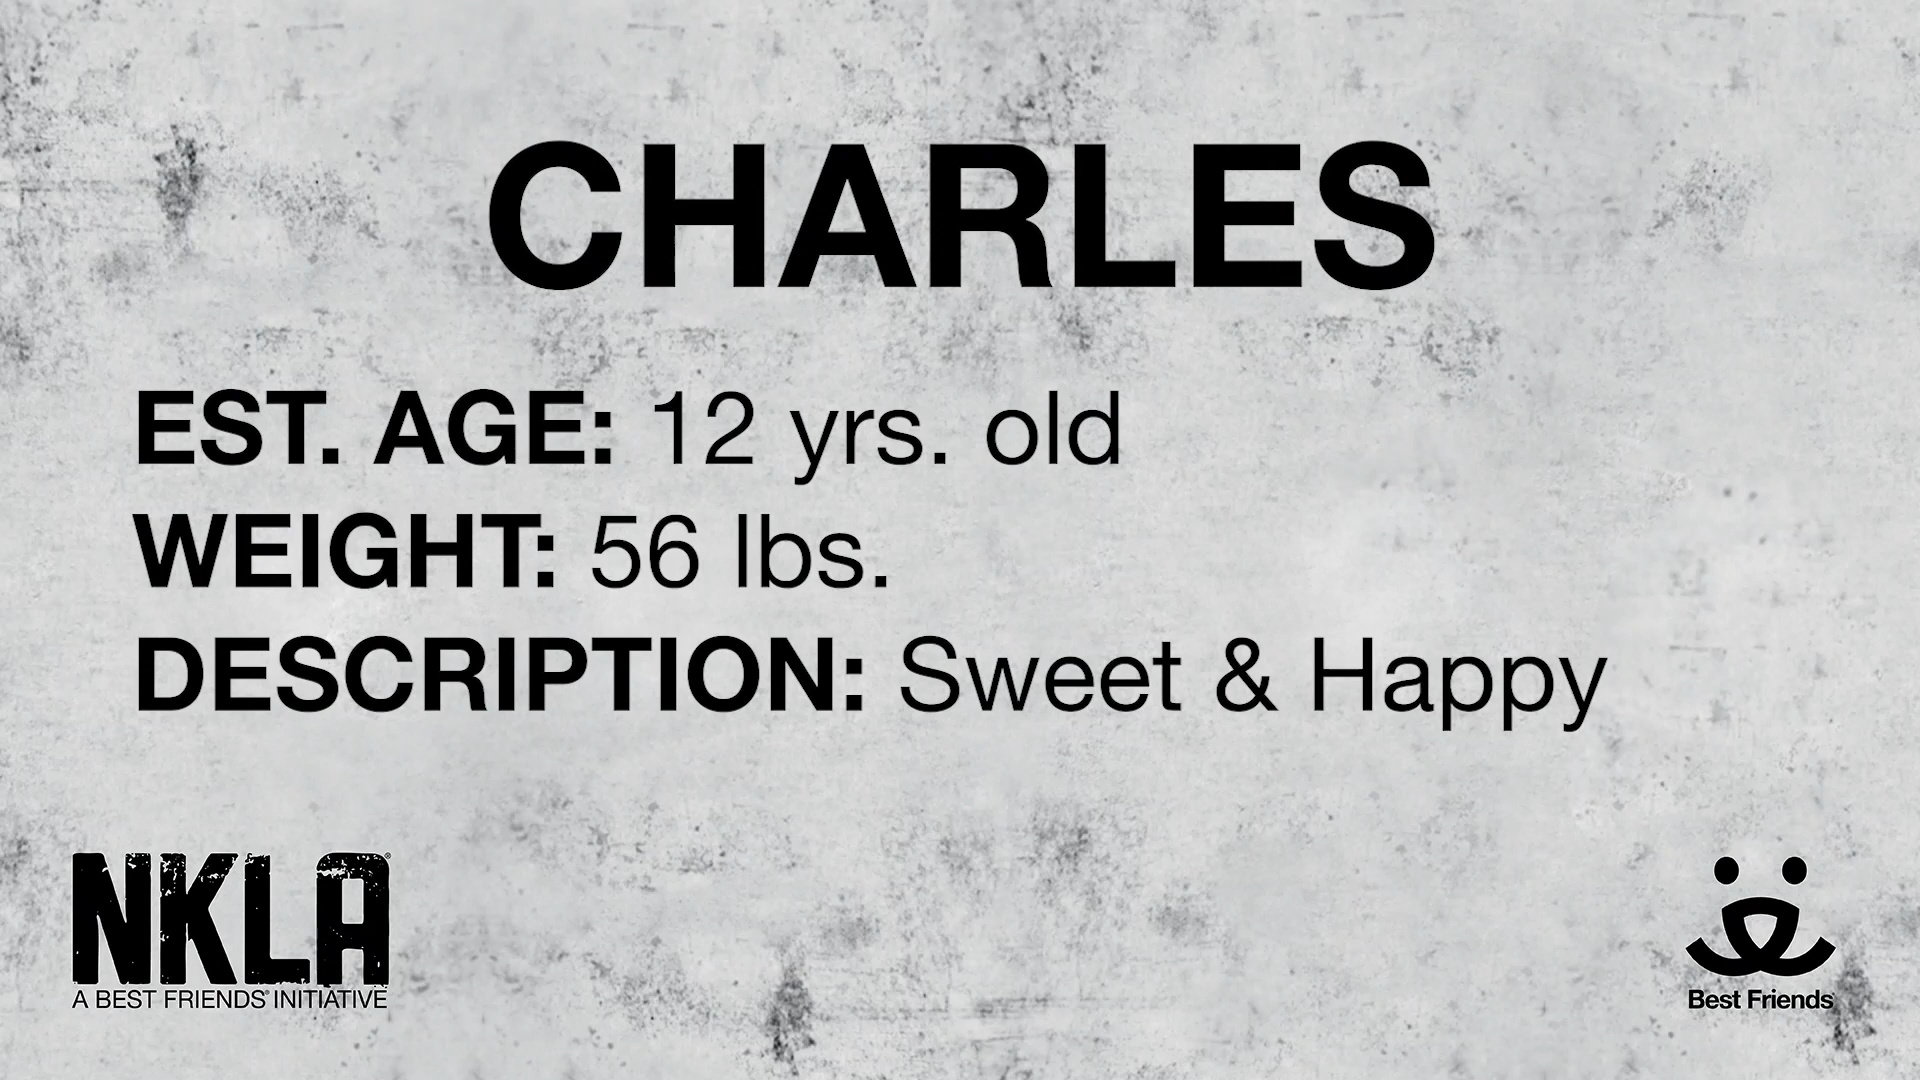 CHARLES
EST. AGE: 12 yrs. old
WEIGHT: 56 lbs.
DESCRIPTION: Sweet & Happy
NKLA®
A BEST FRIENDS® INITIATIVE
Best Friends